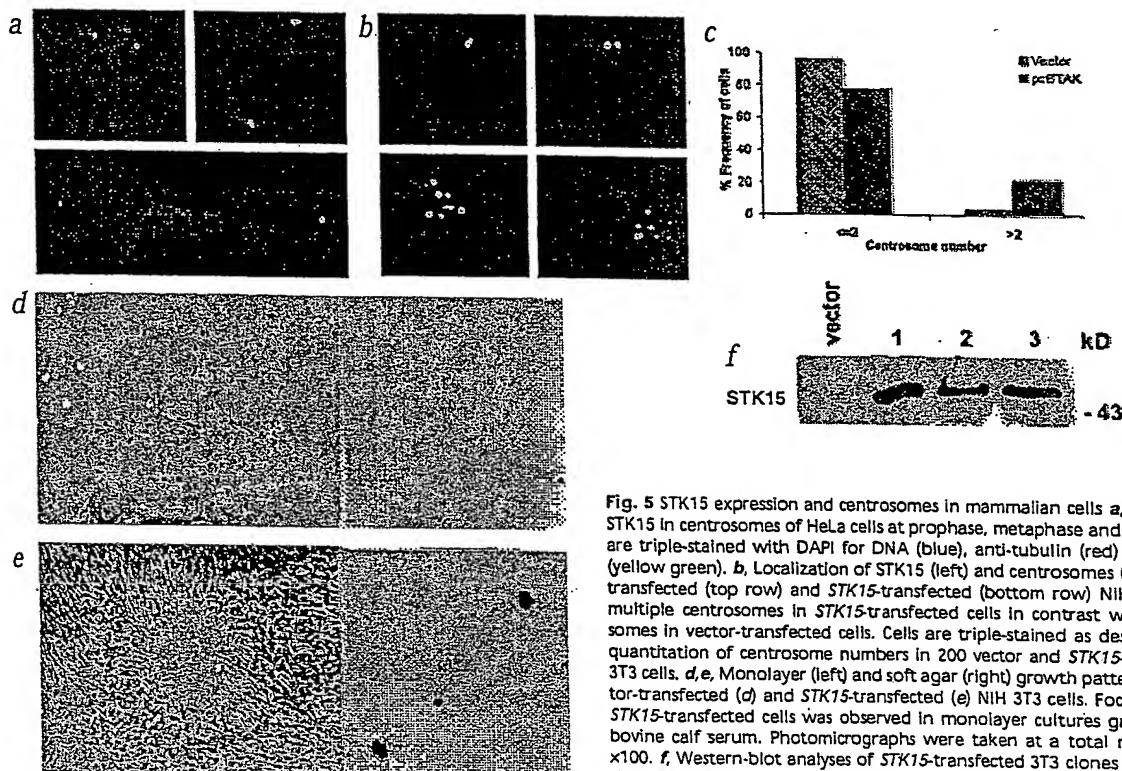 a
b
c
100
80
60
40
20
0
% Frequency of cells
Vector
>2
Centrosome number
d
vector
1 2 3 kD
f
STK15
- 43
e
Fig. 5 STK15 expression and centrosomes in mammalian cells a,
STK15 in centrosomes of HeLa cells at prophase, metaphase and
are triple-stained with DAPI for DNA (blue), anti-tubulin (red)
(yellow green). b, Localization of STK15 (left) and centrosomes (
transfected (top row) and STK15-transfected (bottom row) NIH
multiple centrosomes in STK15-transfected cells in contrast w
somes in vector-transfected cells. Cells are triple-stained as des
quantitation of centrosome numbers in 200 vector and STK15-
3T3 cells. d,e, Monolayer (left) and soft agar (right) growth patte
tor-transfected (d) and STK15-transfected (e) NIH 3T3 cells. Foc
STK15-transfected cells was observed in monolayer cultures gr
bovine calf serum. Photomicrographs were taken at a total m
×100. f, Western-blot analyses of STK15-transfected 3T3 clones